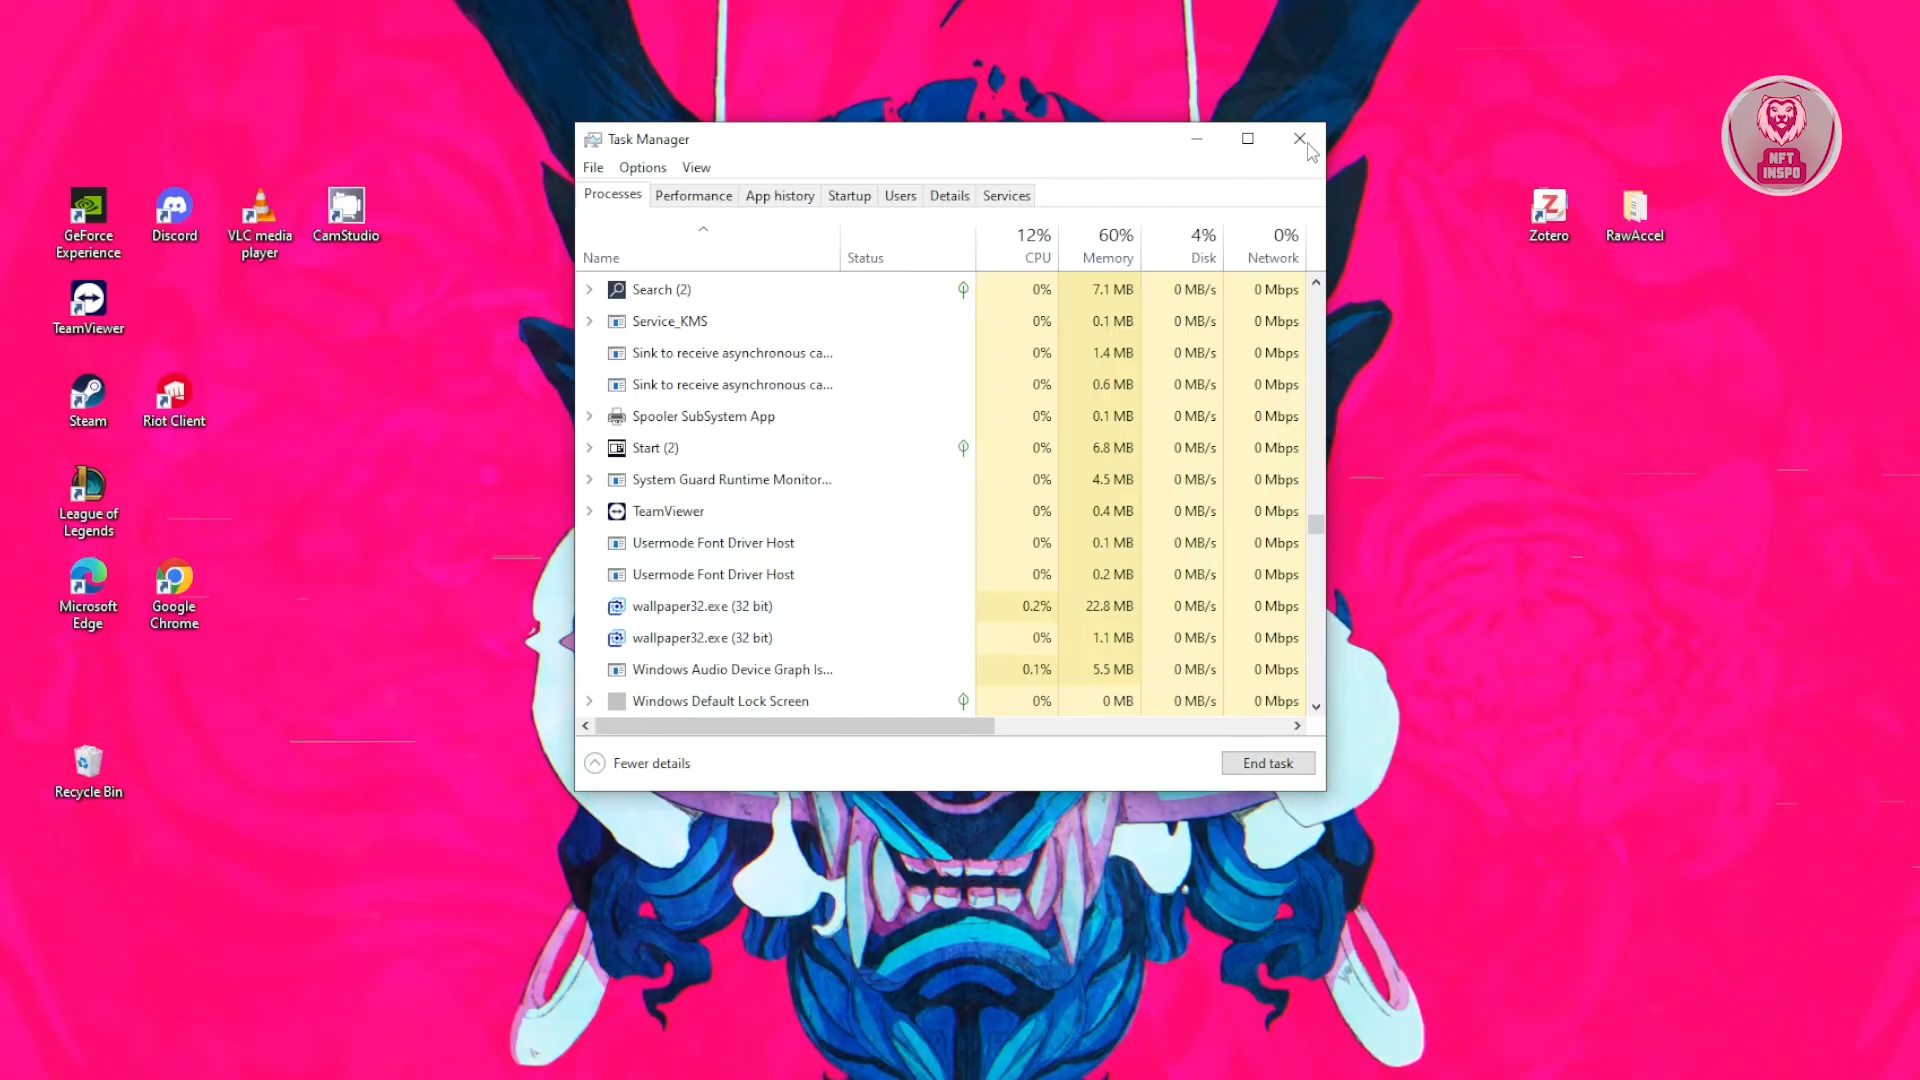 NFT
INSPO
Task Manager
File Options View
Processes Performance App history Startup Users Details Services
12% 60% 4% 0%
Name Status CPU Memory Disk Network
Search (2) 0% 7.1 MB 0 MB/s 0 Mbps
Service_KMS 0% 0.1 MB 0 MB/s 0 Mbps
Sink to receive asynchronous ca... 0% 1.4 MB 0 MB/s 0 Mbps
Sink to receive asynchronous ca... 0% 0.6 MB 0 MB/s 0 Mbps
Spooler SubSystem App 0% 0.1 MB 0 MB/s 0 Mbps
Start (2) 0% 6.8 MB 0 MB/s 0 Mbps
System Guard Runtime Monitor... 0% 4.5 MB 0 MB/s 0 Mbps
TeamViewer 0% 0.4 MB 0 MB/s 0 Mbps
Usermode Font Driver Host 0% 0.1 MB 0 MB/s 0 Mbps
Usermode Font Driver Host 0% 0.2 MB 0 MB/s 0 Mbps
wallpaper32.exe (32 bit) 0.2% 22.8 MB 0 MB/s 0 Mbps
wallpaper32.exe (32 bit) 0% 1.1 MB 0 MB/s 0 Mbps
Windows Audio Device Graph Is... 0.1% 5.5 MB 0 MB/s 0 Mbps
Windows Default Lock Screen 0% 0 MB 0 MB/s 0 Mbps
Fewer details End task
GeForce
Experience
Discord
VLC media
player
CamStudio
TeamViewer
Steam
Riot Client
League of
Legends
Microsoft
Edge
Google
Chrome
Recycle Bin
Zotero
RawAccel